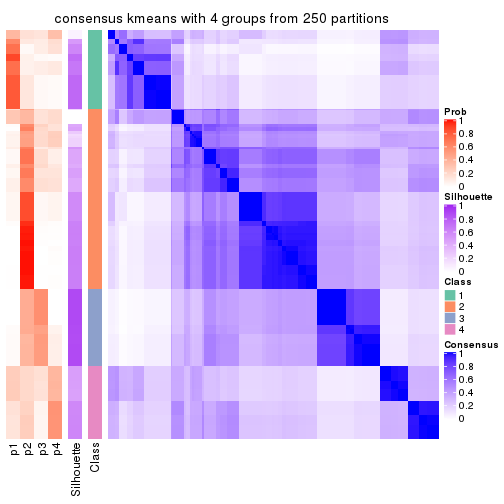 consensus kmeans with 4 groups from 250 partitions
Prob
1
0.8
0.6
0.4
0.2
0
Silhouette
1
0.8
0.6
0.4
0.2
0
Class
1
2
3
4
Consensus
1
0.8
0.6
0.4
0.2
0
p1
p2
p3
p4
Silhouette
Class